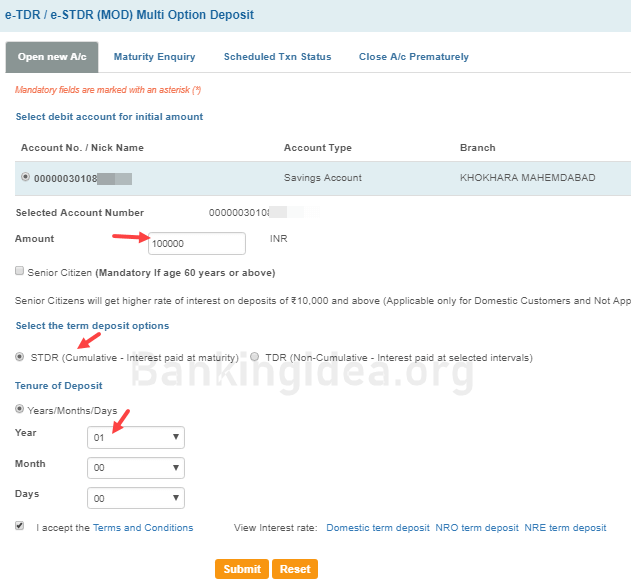 e-TDR / e-STDR (MOD) Multi Option Deposit
Open new A/c Maturity Enquiry Scheduled Txn Status Close A/c Prematurely
Mandatory fields are marked with an asterisk (*)
Select debit account for initial amount
Account No. / Nick Name Account Type Branch
00000030108 Savings Account KHOKHARA MAHEMDABAD
Selected Account Number 0000003010
Amount 100000 INR
Senior Citizen (Mandatory If age 60 years or above)
Senior Citizens will get higher rate of interest on deposits of ₹10,000 and above (Applicable only for Domestic Customers and Not App
Select the term deposit options
STDR (Cumulative - Interest paid at maturity) TDR (Non-Cumulative - Interest paid at selected intervals)
Bankingidea.org
Tenure of Deposit
Years/Months/Days
Year 01
Month 00
Days 00
I accept the Terms and Conditions View Interest rate: Domestic term deposit NRO term deposit NRE term deposit
Submit Reset